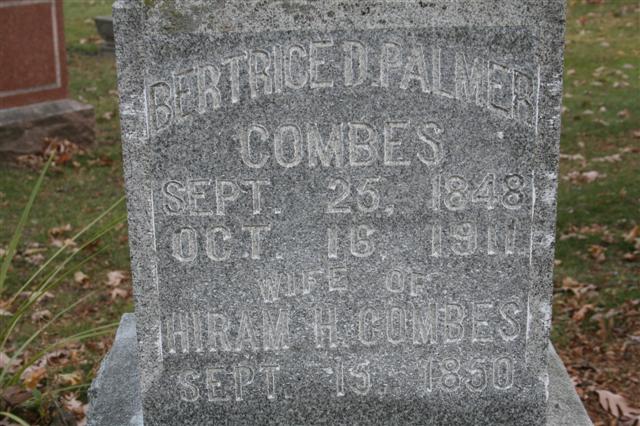 BERTRICE D. PALMER
COMBES
SEPT. 25, 1848
OCT. 16, 1911
WIFE OF
HIRAM H. COMBES
SEPT. 15, 1850